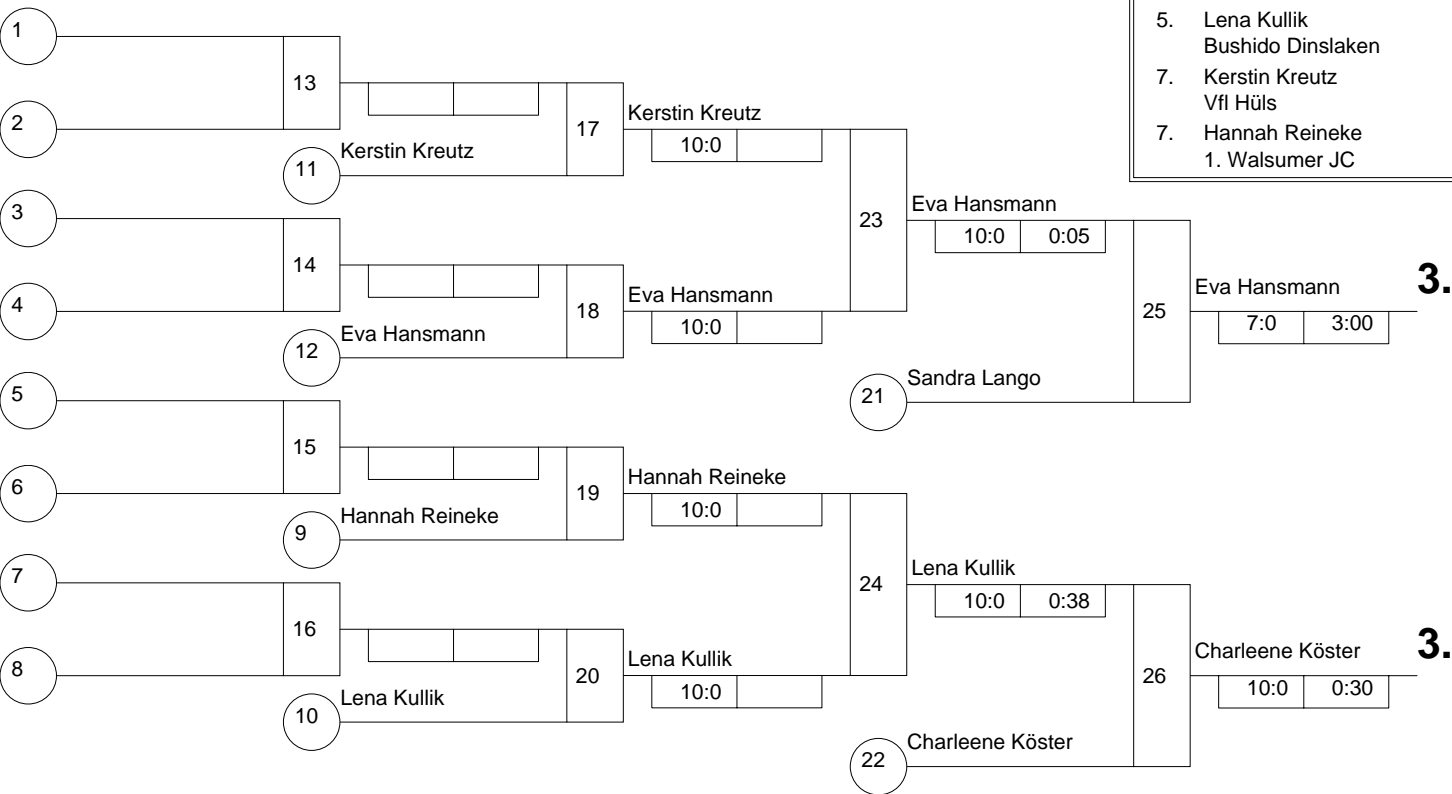 1
2
3
4
5
6
7
8
13
14
15
16
11
Kerstin Kreutz
12
Eva Hansmann
9
Hannah Reineke
10
Lena Kullik
17
18
19
20
Kerstin Kreutz
10:0
Eva Hansmann
10:0
Hannah Reineke
10:0
Lena Kullik
10:0
23
24
Eva Hansmann
10:0 0:05
21
Sandra Lango
Lena Kullik
10:0 0:38
22
Charleene Köster
25
26
Eva Hansmann
7:0 3:00
3.
Charleene Köster
10:0 0:30
3.
5. Lena Kullik
Bushido Dinslaken
7. Kerstin Kreutz
Vfl Hüls
7. Hannah Reineke
1. Walsumer JC